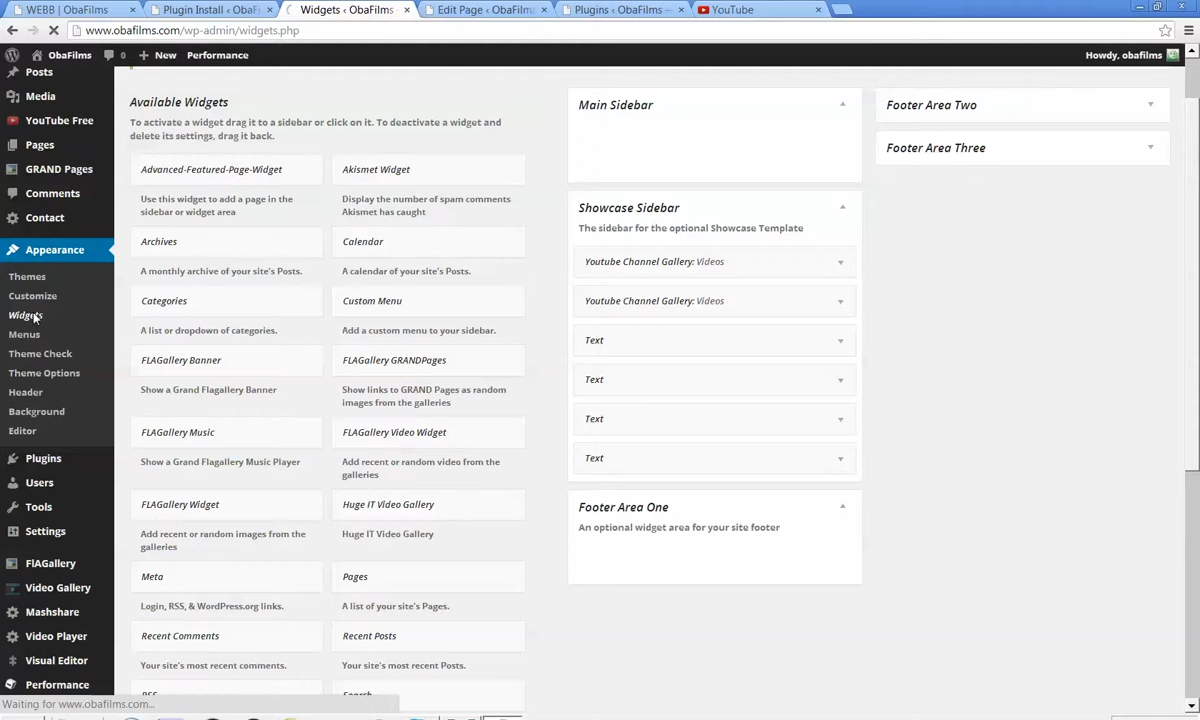 WEBB | ObaFilms
Plugin Install ‹ ObaFi
Widgets ‹ ObaFilms
Edit Page ‹ ObaFilms
Plugins ‹ ObaFilms —
YouTube
www.obafilms.com/wp-admin/widgets.php
ObaFilms 0 New Performance
Howdy, obafilms
Posts
Media
YouTube Free
Pages
GRAND Pages
Comments
Contact
Appearance
Themes
Customize
Widgets
Menus
Theme Check
Theme Options
Header
Background
Editor
Plugins
Users
Tools
Settings
FlAGallery
Video Gallery
Mashshare
Video Player
Visual Editor
Performance
Available Widgets
To activate a widget drag it to a sidebar or click on it. To deactivate a widget and
delete its settings, drag it back.
Advanced-Featured-Page-Widget
Use this widget to add a page in the
sidebar or widget area
Akismet Widget
Display the number of spam comments
Akismet has caught
Archives
A monthly archive of your site's Posts.
Calendar
A calendar of your site's Posts.
Categories
A list or dropdown of categories.
Custom Menu
Add a custom menu to your sidebar.
FLAGallery Banner
Show a Grand Flagallery Banner
FLAGallery GRANDPages
Show links to GRAND Pages as random
images from the galleries
FLAGallery Music
Show a Grand Flagallery Music Player
FLAGallery Video Widget
Add recent or random video from the
galleries
FLAGallery Widget
Add recent or random images from the
galleries
Huge IT Video Gallery
Huge IT Video Gallery
Meta
Login, RSS, & WordPress.org links.
Pages
A list of your site's Pages.
Recent Comments
Your site's most recent comments.
Recent Posts
Your site's most recent Posts.
RSS
Search
Main Sidebar
Showcase Sidebar
The sidebar for the optional Showcase Template
Youtube Channel Gallery: Videos
Youtube Channel Gallery: Videos
Text
Text
Text
Text
Footer Area One
An optional widget area for your site footer
Footer Area Two
Footer Area Three
Waiting for www.obafilms.com...